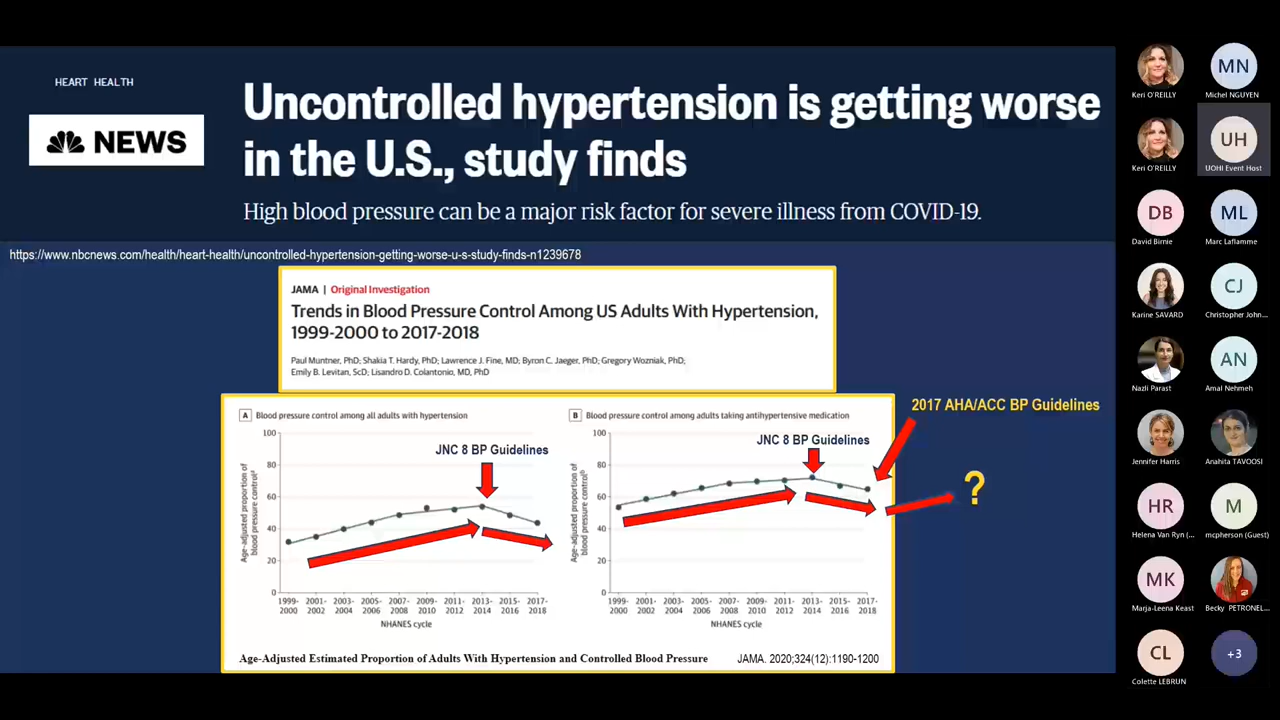 HEART HEALTH
NEWS
Uncontrolled hypertension is getting worse
in the U.S., study finds
High blood pressure can be a major risk factor for severe illness from COVID-19.
https://www.nbcnews.com/health/heart-health/uncontrolled-hypertension-getting-worse-u-s-study-finds-n1239678
JAMA | Original Investigation
Trends in Blood Pressure Control Among US Adults With Hypertension,
1999-2000 to 2017-2018
Paul Muntner, PhD; Shakia T. Hardy, PhD; Lawrence J. Fine, MD; Byron C. Jaeger, PhD; Gregory Wozniak, PhD;
Emily B. Levitan, ScD; Lisandro D. Colantonio, MD, PhD
A Blood pressure control among all adults with hypertension
100
80
60
40
20
0
Age-adjusted proportion of
blood pressure controlᵃ
JNC 8 BP Guidelines
1999-2000 2001-2002 2003-2004 2005-2006 2007-2008 2009-2010 2011-2012 2013-2014 2015-2016 2017-2018
NHANES cycle
B Blood pressure control among adults taking antihypertensive medication
100
80
60
40
20
0
Age-adjusted proportion of
blood pressure controlᵇ
JNC 8 BP Guidelines
1999-2000 2001-2002 2003-2004 2005-2006 2007-2008 2009-2010 2011-2012 2013-2014 2015-2016 2017-2018
NHANES cycle
2017 AHA/ACC BP Guidelines
?
Age-Adjusted Estimated Proportion of Adults With Hypertension and Controlled Blood Pressure
JAMA. 2020;324(12):1190-1200
Keri O'REILLY
MN
Michel NGUYEN
Keri O'REILLY
UH
UOHI Event Host
DB
David Birnie
ML
Marc Laflamme
Karine SAVARD
CJ
Christopher John...
Nazli Parast
AN
Amal Nehmeh
Jennifer Harris
Anahita TAVOOSI
HR
Helena Van Ryn (...
M
mcpherson (Guest)
MK
Marja-Leena Keast
Becky PETRONEL...
CL
Colette LEBRUN
+3